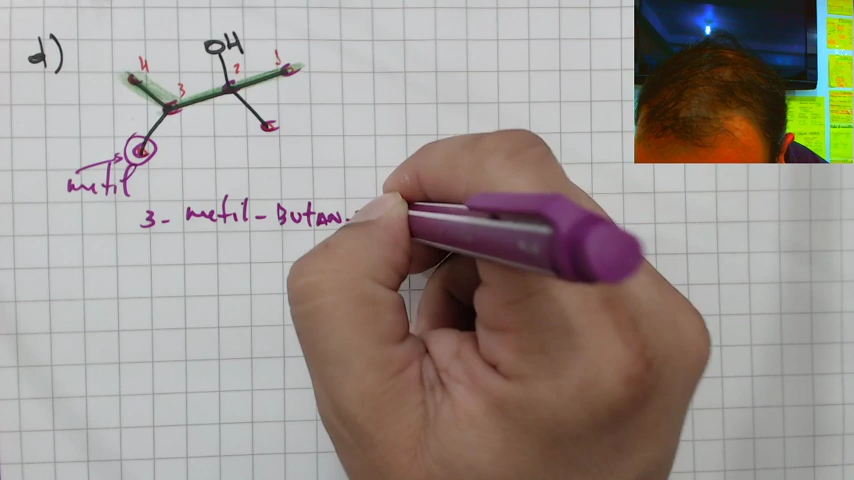 d)
OH
4
3
2
1
metil
3- metil - BUTAN -